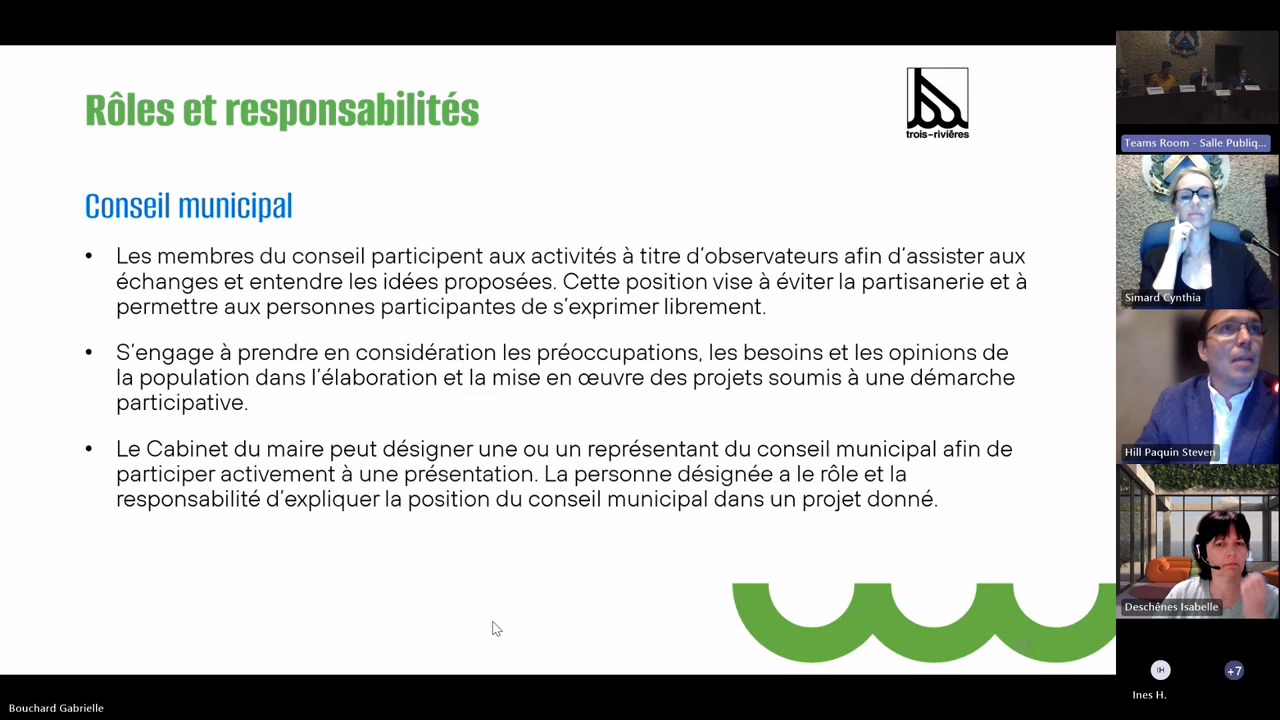 Rôles et responsabilités
trois-rivières
Conseil municipal
• Les membres du conseil participent aux activités à titre d’observateurs afin d’assister aux
échanges et entendre les idées proposées. Cette position vise à éviter la partisanerie et à
permettre aux personnes participantes de s’exprimer librement.
• S’engage à prendre en considération les préoccupations, les besoins et les opinions de
la population dans l’élaboration et la mise en œuvre des projets soumis à une démarche
participative.
• Le Cabinet du maire peut désigner une ou un représentant du conseil municipal afin de
participer activement à une présentation. La personne désignée a le rôle et la
responsabilité d’expliquer la position du conseil municipal dans un projet donné.
Teams Room - Salle Publiq...
Simard Cynthia
Hill Paquin Steven
Deschênes Isabelle
IH
+7
Ines H.
Bouchard Gabrielle